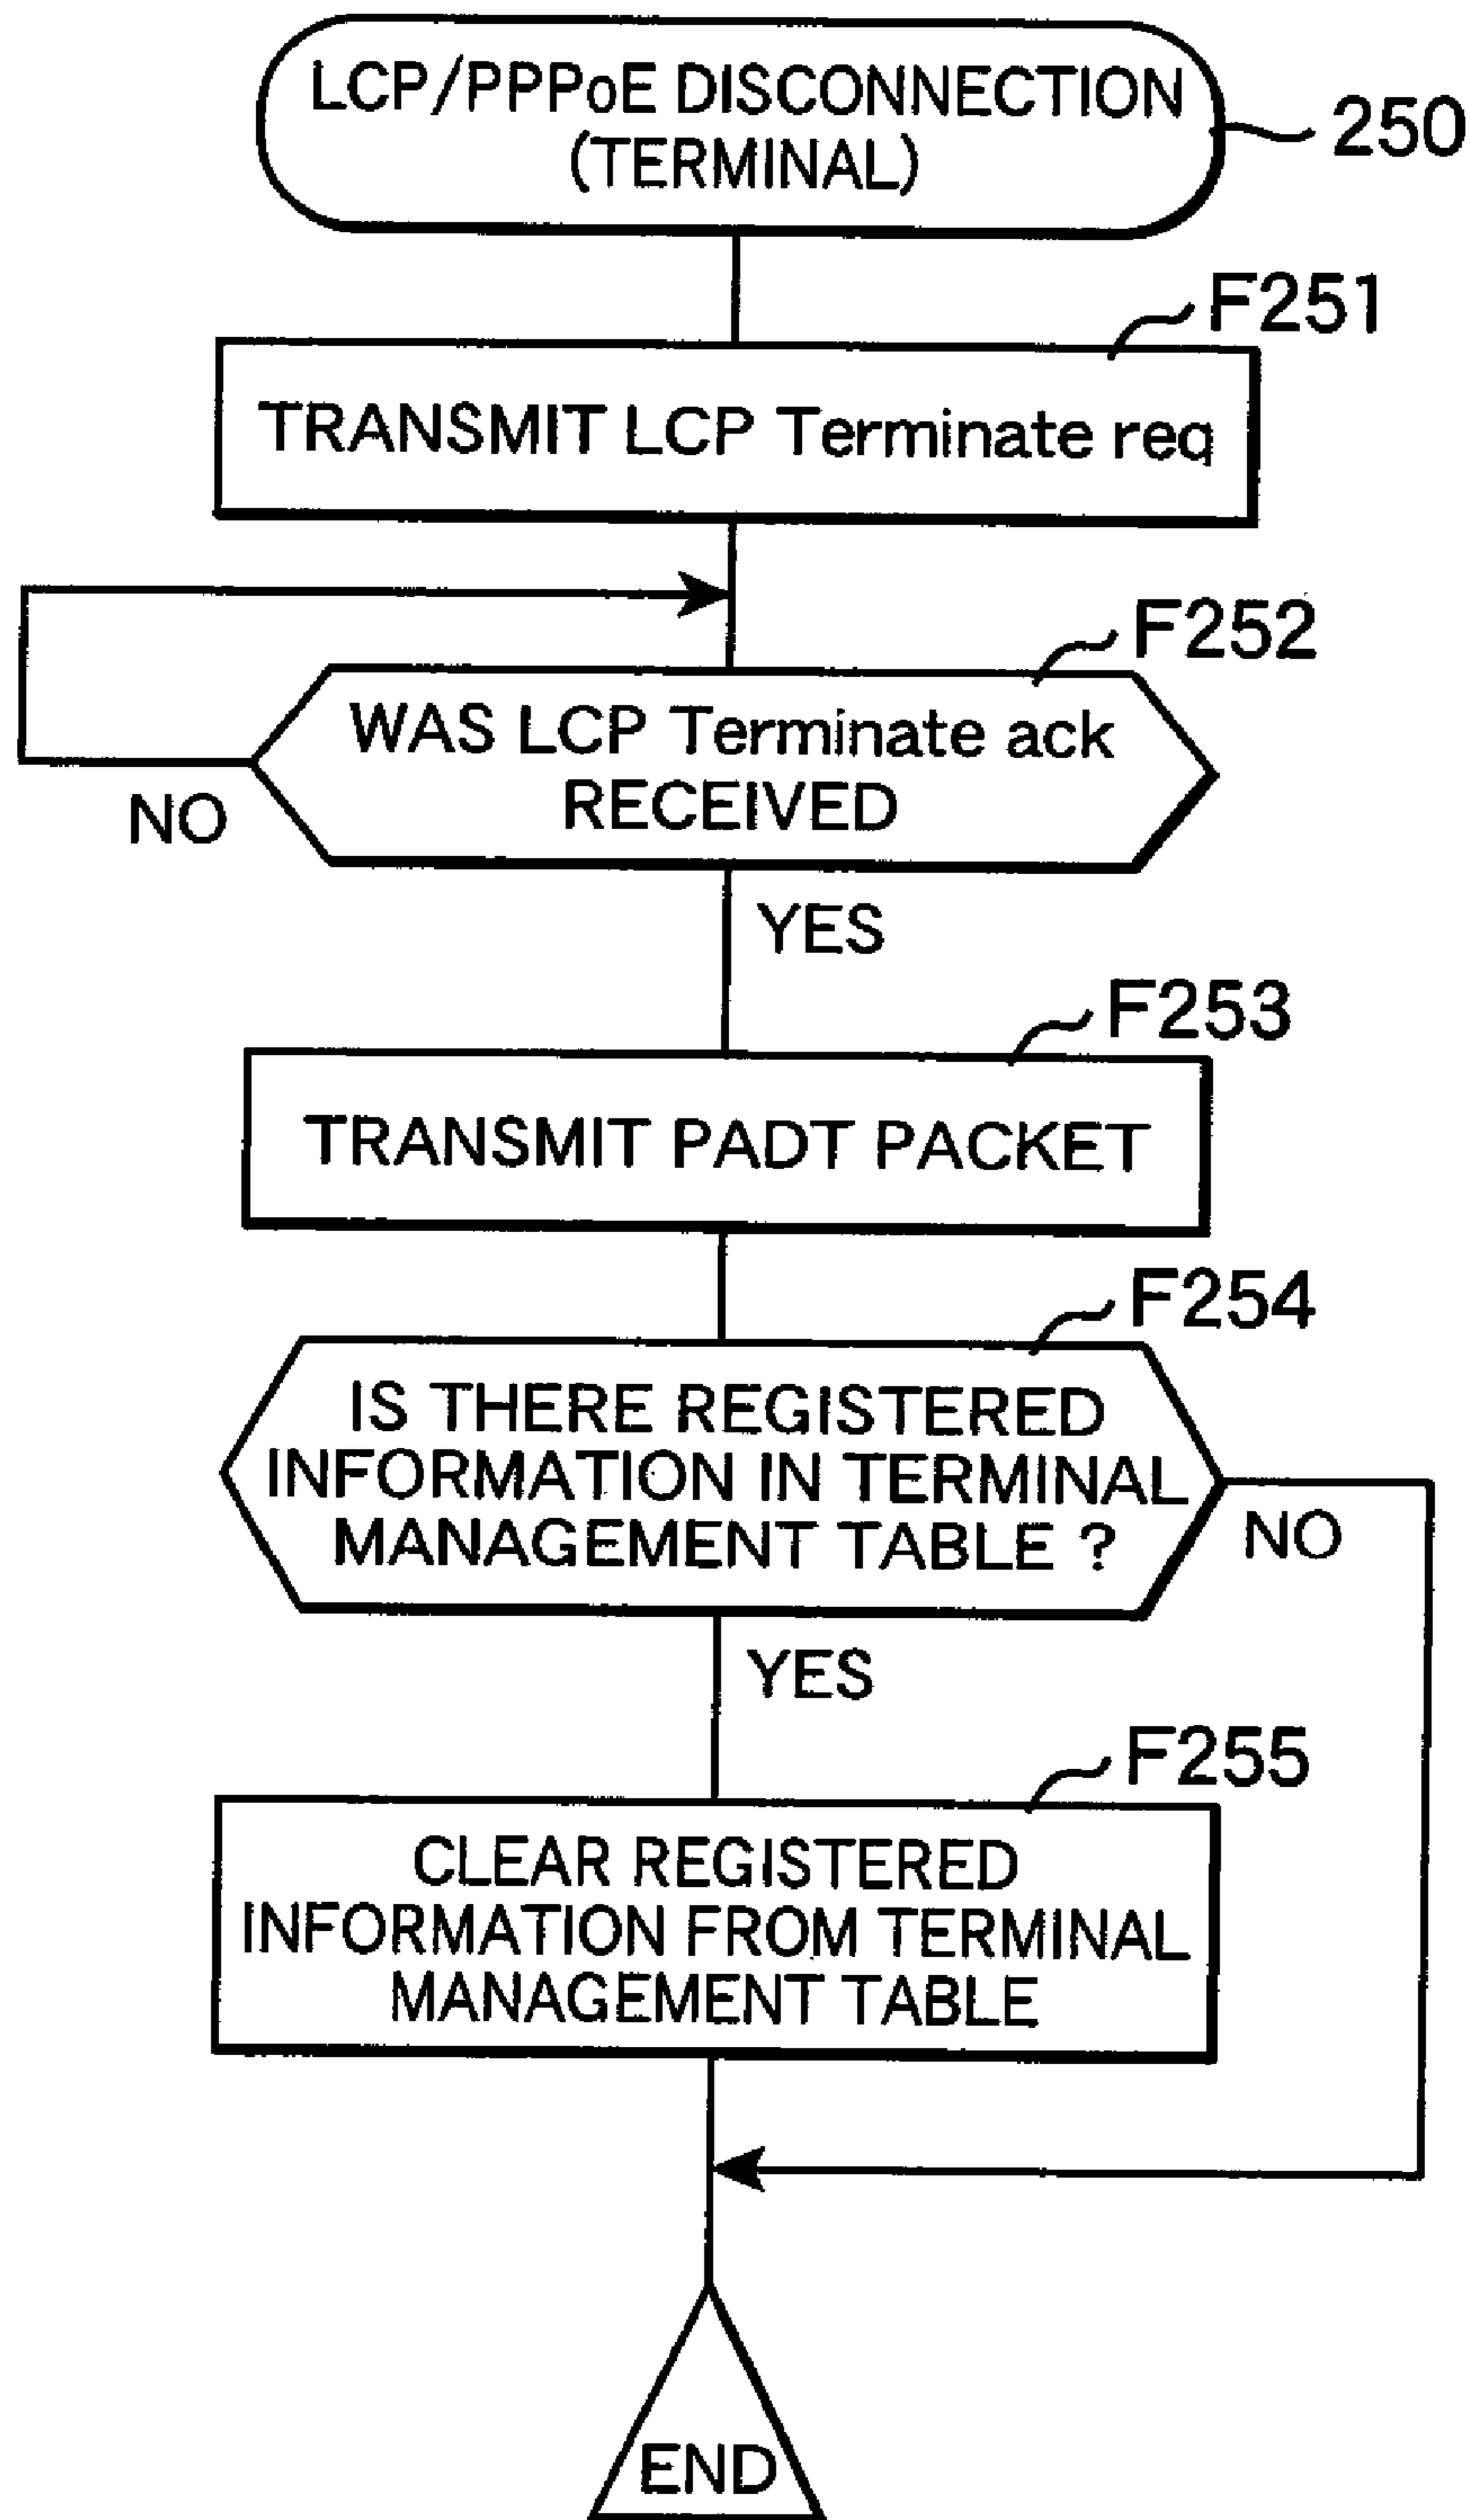 LCP/PPPoE DISCONNECTION
(TERMINAL)
250
F251
TRANSMIT LCP Terminate req
F252
WAS LCP Terminate ack
RECEIVED
NO
YES
F253
TRANSMIT PADT PACKET
F254
IS THERE REGISTERED
INFORMATION IN TERMINAL
MANAGEMENT TABLE ?
NO
YES
F255
CLEAR REGISTERED
INFORMATION FROM TERMINAL
MANAGEMENT TABLE
END